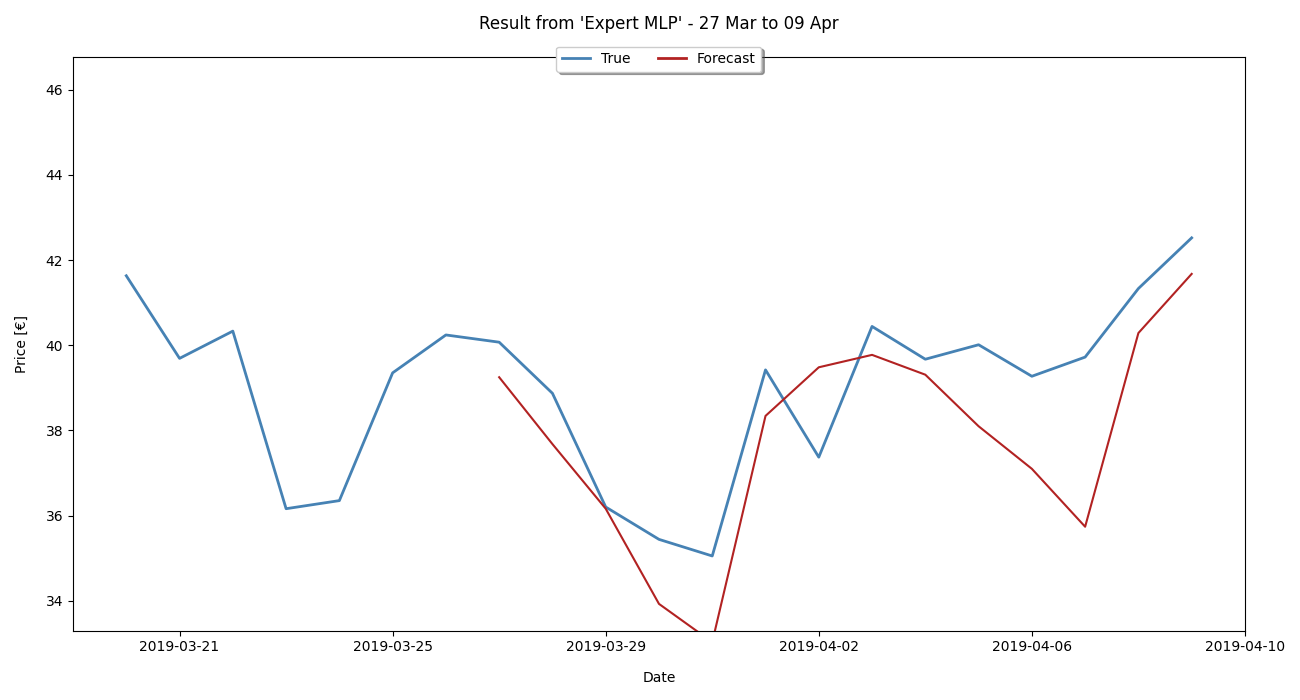 Result from 'Expert MLP' - 27 Mar to 09 Apr
True Forecast
46
44
42
40
38
36
34
Price [€]
2019-03-21 2019-03-25 2019-03-29 2019-04-02 2019-04-06 2019-04-10
Date